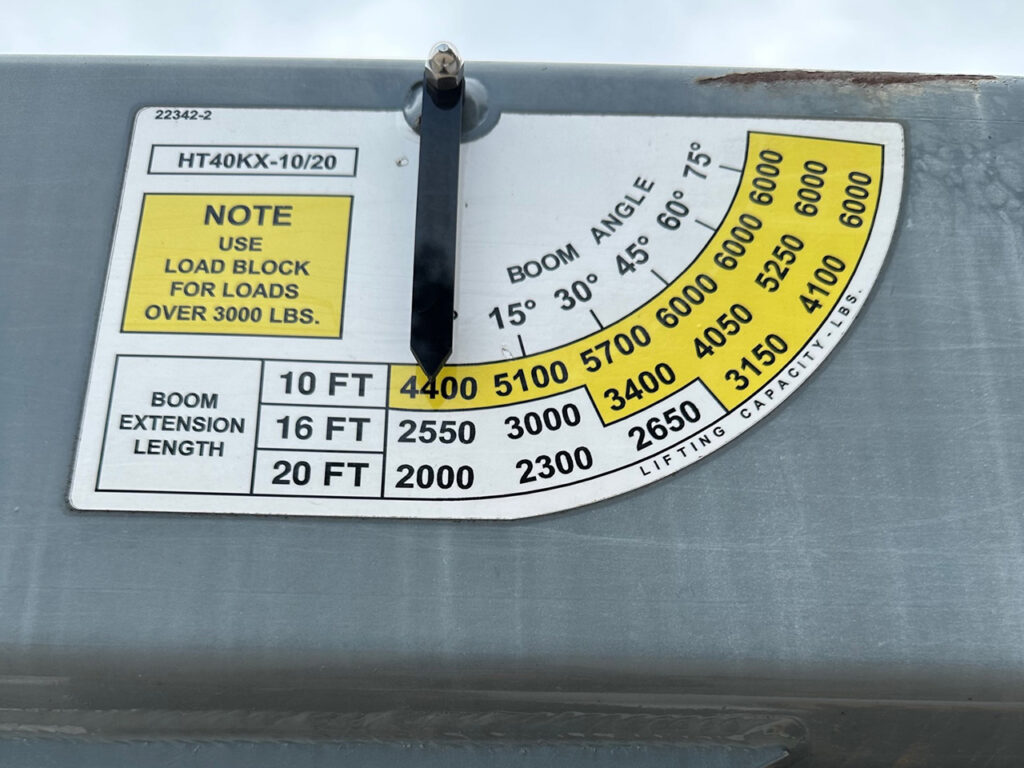 22342-2
HT40KX-10/20
NOTE
USE
LOAD BLOCK
FOR LOADS
OVER 3000 LBS.
BOOM ANGLE
15° 30° 45° 60° 75°
BOOM
EXTENSION
LENGTH
10 FT 4400 5100 5700 6000 6000 6000
16 FT 2550 3000 3400 4050 5250 6000
20 FT 2000 2300 2650 3150 4100 6000
LIFTING CAPACITY-LBS.